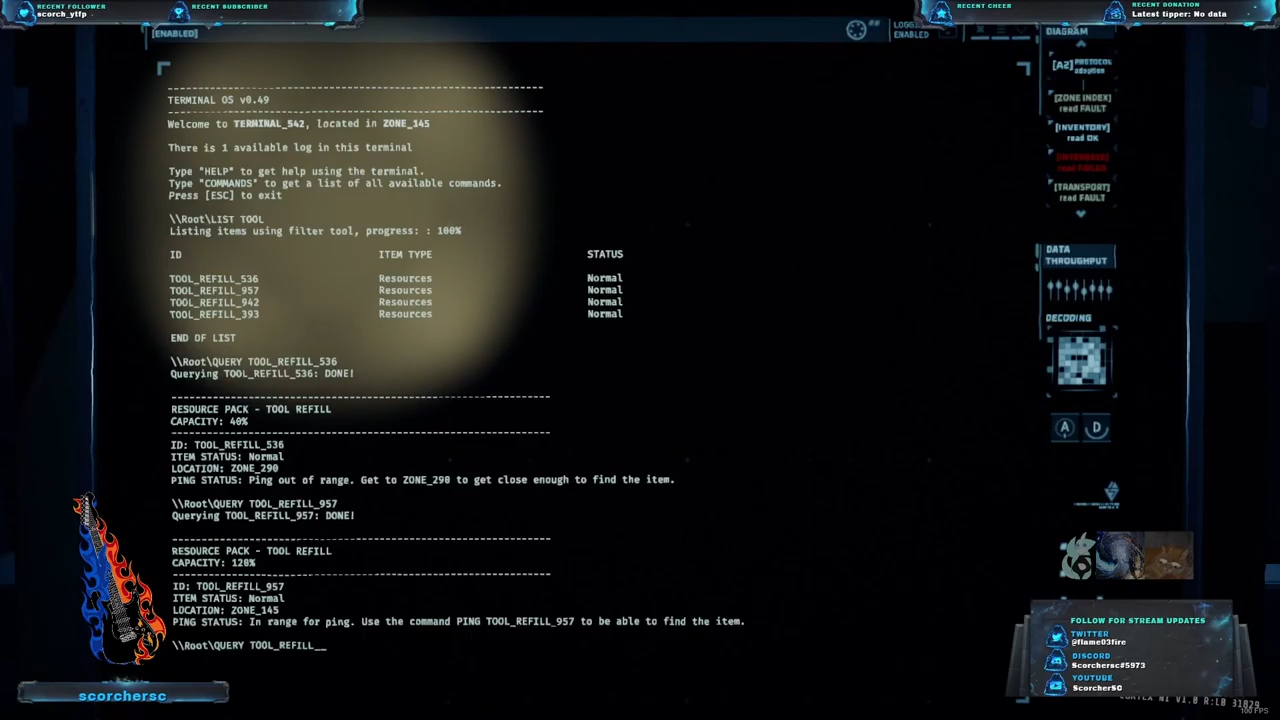 RECENT FOLLOWER
scorch_ytfp
RECENT SUBSCRIBER
RECENT CHEER
RECENT DONATION
Latest tipper: No data
[ENABLED]
ENABLED
DIAGRAM
TERMINAL OS v0.49
Welcome to TERMINAL_542, located in ZONE_145
There is 1 available log in this terminal
Type "HELP" to get help using the terminal.
Type "COMMANDS" to get a list of all available commands.
Press [ESC] to exit
\\Root\LIST TOOL
Listing items using filter tool, progress: : 100%
ID ITEM TYPE STATUS
TOOL_REFILL_536 Resources Normal
TOOL_REFILL_957 Resources Normal
TOOL_REFILL_942 Resources Normal
TOOL_REFILL_393 Resources Normal
END OF LIST
\\Root\QUERY TOOL_REFILL_536
Querying TOOL_REFILL_536: DONE!
RESOURCE PACK - TOOL REFILL
CAPACITY: 40%
ID: TOOL_REFILL_536
ITEM STATUS: Normal
LOCATION: ZONE_290
PING STATUS: Ping out of range. Get to ZONE_290 to get close enough to find the item.
\\Root\QUERY TOOL_REFILL_957
Querying TOOL_REFILL_957: DONE!
RESOURCE PACK - TOOL REFILL
CAPACITY: 120%
ID: TOOL_REFILL_957
ITEM STATUS: Normal
LOCATION: ZONE_145
PING STATUS: In range for ping. Use the command PING TOOL_REFILL_957 to be able to find the item.
\\Root\QUERY TOOL_REFILL__
[A2] PROTOCOL
adaption
[ZONE INDEX]
read FAULT
[INVENTORY]
read OK
read FAILED
[TRANSPORT]
read FAULT
DATA
THROUGHPUT
DECODING
A D
FOLLOW FOR STREAM UPDATES
TWITTER
@flame03fire
DISCORD
Scorchersc#5973
YOUTUBE
ScorcherSC
100 FPS
scorchersc